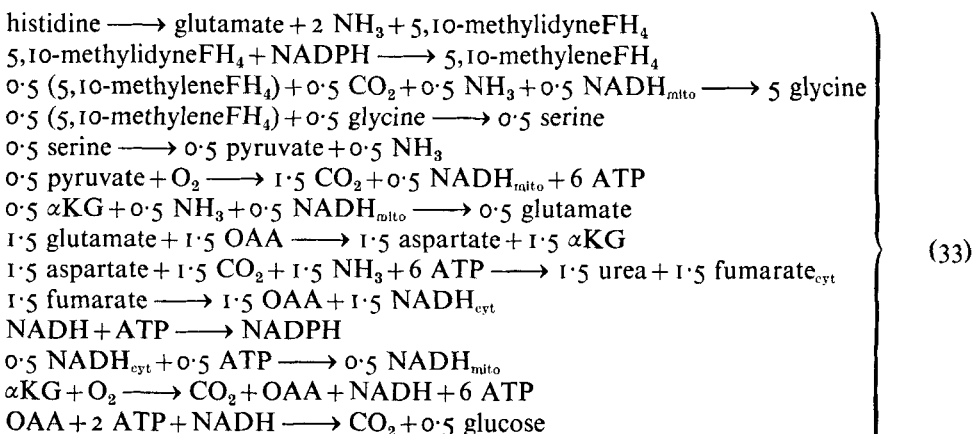 histidine ⟶ glutamate + 2 NH₃ + 5,10-methylidyneFH₄
5,10-methylidyneFH₄ + NADPH ⟶ 5,10-methyleneFH₄
0·5 (5,10-methyleneFH₄) + 0·5 CO₂ + 0·5 NH₃ + 0·5 NADH_mito ⟶ 5 glycine
0·5 (5,10-methyleneFH₄) + 0·5 glycine ⟶ 0·5 serine
0·5 serine ⟶ 0·5 pyruvate + 0·5 NH₃
0·5 pyruvate + O₂ ⟶ 1·5 CO₂ + 0·5 NADH_mito + 6 ATP
0·5 αKG + 0·5 NH₃ + 0·5 NADH_mito ⟶ 0·5 glutamate
1·5 glutamate + 1·5 OAA ⟶ 1·5 aspartate + 1·5 αKG
1·5 aspartate + 1·5 CO₂ + 1·5 NH₃ + 6 ATP ⟶ 1·5 urea + 1·5 fumarate_cyt
(33)
1·5 fumarate ⟶ 1·5 OAA + 1·5 NADH_cyt
NADH + ATP ⟶ NADPH
0·5 NADH_cyt + 0·5 ATP ⟶ 0·5 NADH_mito
αKG + O₂ ⟶ CO₂ + OAA + NADH + 6 ATP
OAA + 2 ATP + NADH ⟶ CO₂ + 0·5 glucose